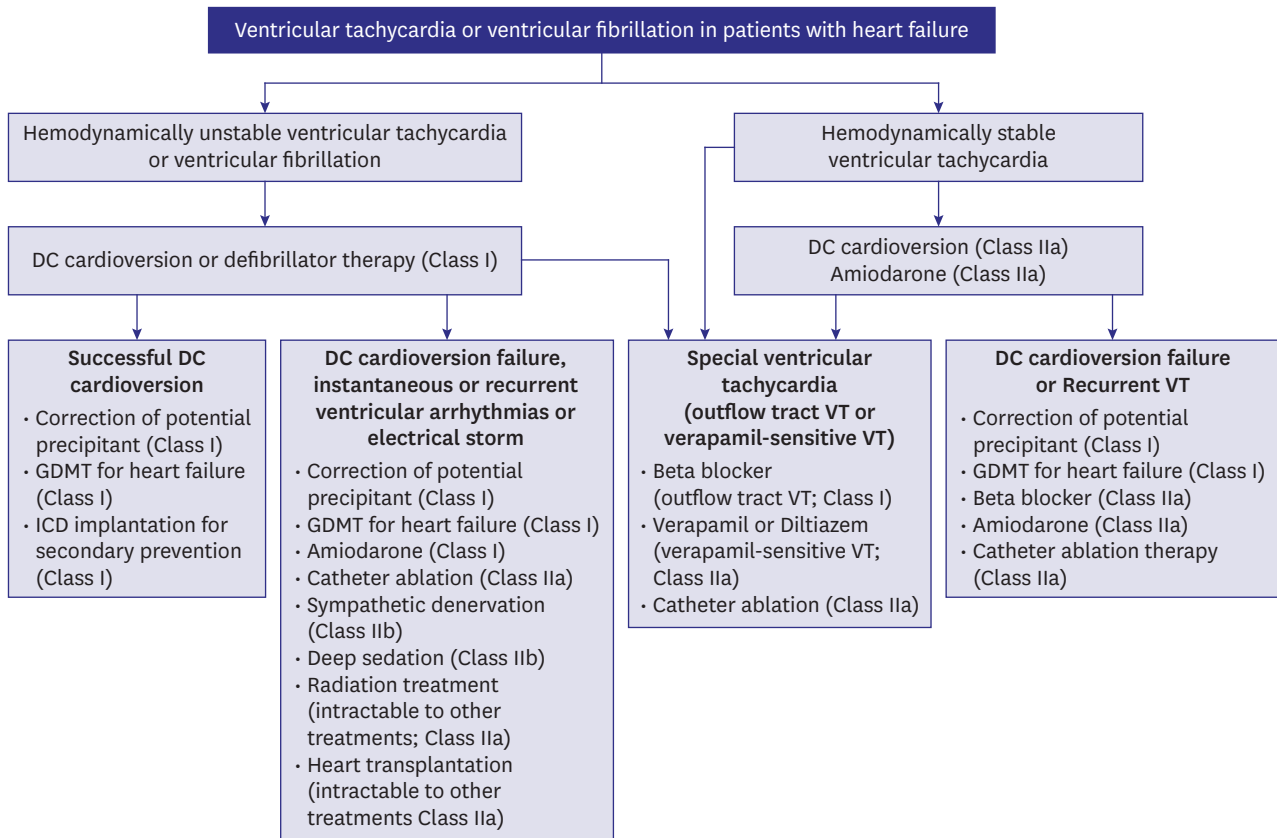 Ventricular tachycardia or ventricular fibrillation in patients with heart failure
Hemodynamically unstable ventricular tachycardia
or ventricular fibrillation
Hemodynamically stable
ventricular tachycardia
DC cardioversion or defibrillator therapy (Class I)
DC cardioversion (Class IIa)
Amiodarone (Class IIa)
Successful DC
cardioversion
· Correction of potential
precipitant (Class I)
· GDMT for heart failure
(Class I)
· ICD implantation for
secondary prevention
(Class I)
DC cardioversion failure,
instantaneous or recurrent
ventricular arrhythmias or
electrical storm
· Correction of potential
precipitant (Class I)
· GDMT for heart failure (Class I)
· Amiodarone (Class I)
· Catheter ablation (Class IIa)
· Sympathetic denervation
(Class IIb)
· Deep sedation (Class IIb)
· Radiation treatment
(intractable to other
treatments; Class IIa)
· Heart transplantation
(intractable to other
treatments Class IIa)
Special ventricular
tachycardia
(outflow tract VT or
verapamil-sensitive VT)
· Beta blocker
(outflow tract VT; Class I)
· Verapamil or Diltiazem
(verapamil-sensitive VT;
Class IIa)
· Catheter ablation (Class IIa)
DC cardioversion failure
or Recurrent VT
· Correction of potential
precipitant (Class I)
· GDMT for heart failure (Class I)
· Beta blocker (Class IIa)
· Amiodarone (Class IIa)
· Catheter ablation therapy
(Class IIa)